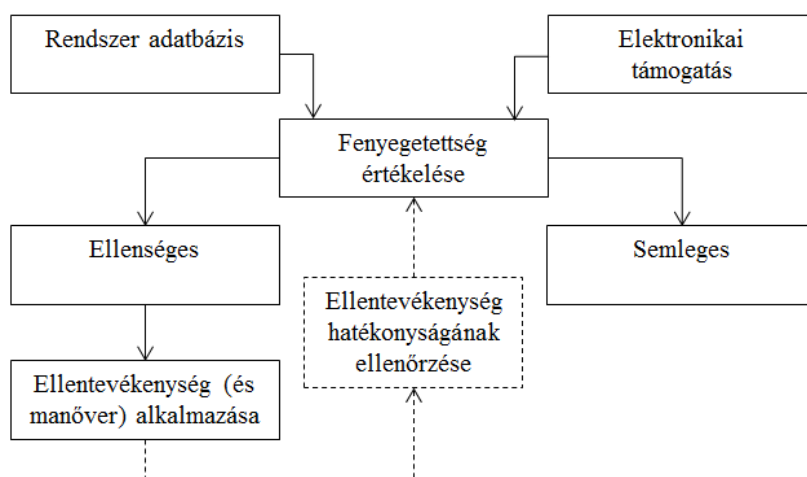 Rendszer adatbázis
Elektronikai
támogatás
Fenyegetettség
értékelése
Ellenséges
Semleges
Ellentevékenység
hatékonyságának
ellenőrzése
Ellentevékenység (és
manőver) alkalmazása